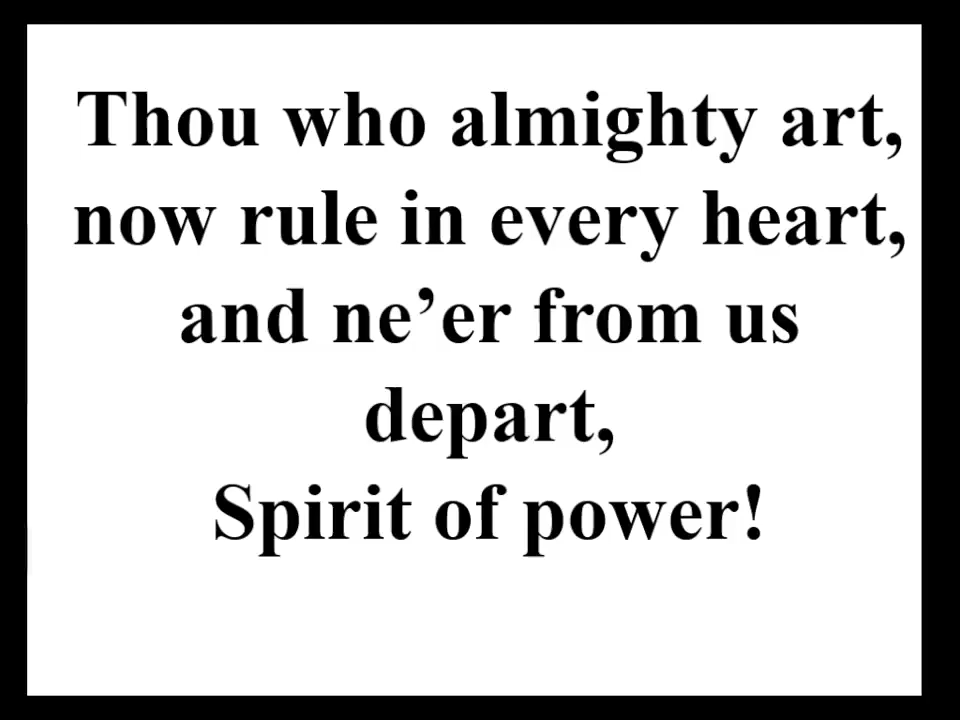 Thou who almighty art,
now rule in every heart,
and ne’er from us
depart,
Spirit of power!